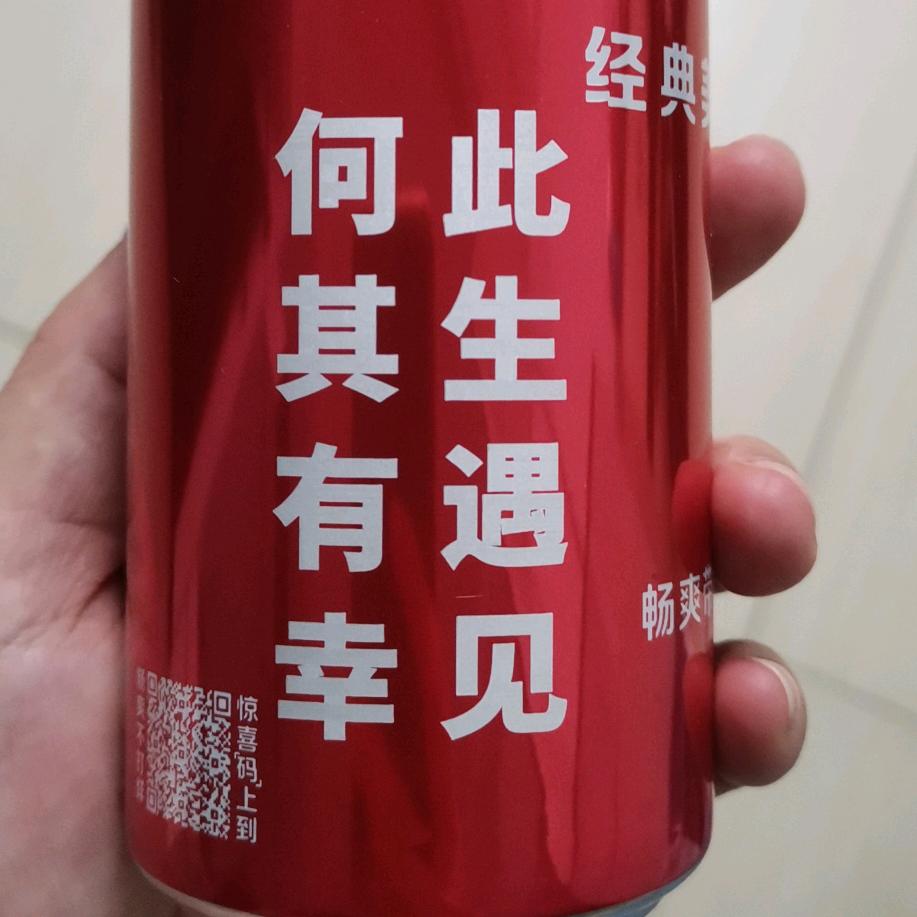 此生遇见
何其有幸
经典
畅爽
惊喜「码」上到